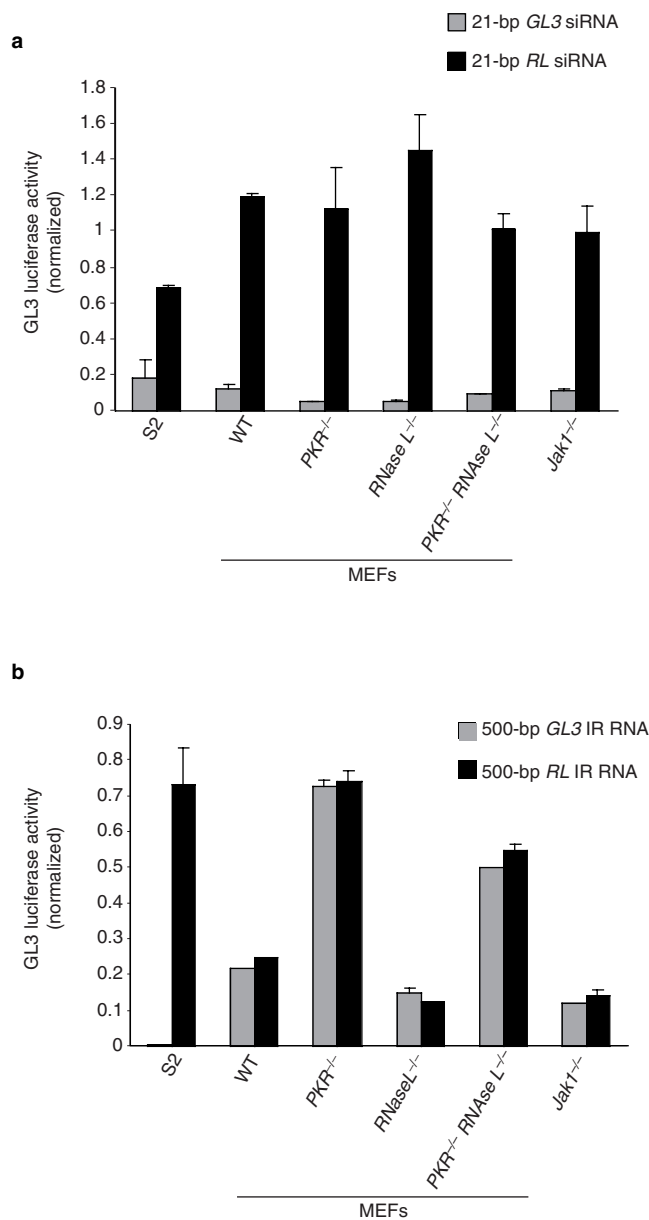 a
21-bp GL3 siRNA
21-bp RL siRNA
GL3 luciferase activity
(normalized)
1.8
1.6
1.4
1.2
1
0.8
0.6
0.4
0.2
0
S2
WT
PKR–/–
RNase L–/–
PKR–/– RNAse L–/–
Jak1–/–
MEFs
b
500-bp GL3 IR RNA
500-bp RL IR RNA
GL3 luciferase activity
(normalized)
0.9
0.8
0.7
0.6
0.5
0.4
0.3
0.2
0.1
0
S2
WT
PKR–/–
RNaseL–/–
PKR–/– RNAse L–/–
Jak1–/–
MEFs